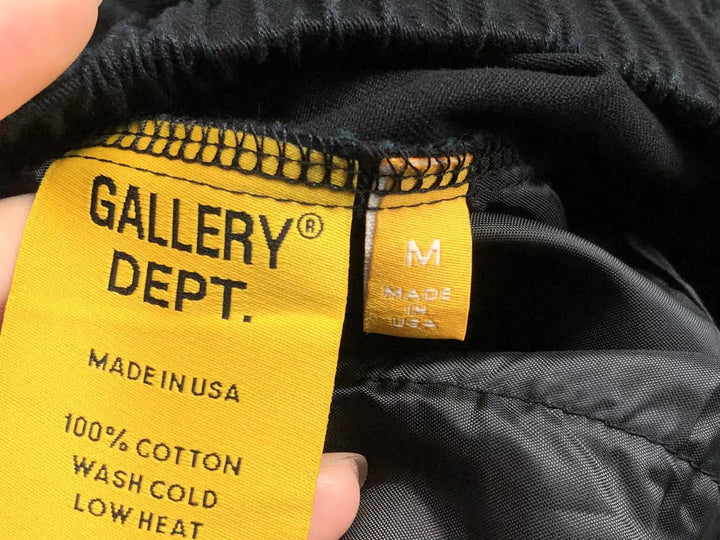 GALLERY®
DEPT.
MADE IN USA
100% COTTON
WASH COLD
LOW HEAT
M
MADE
IN
USA